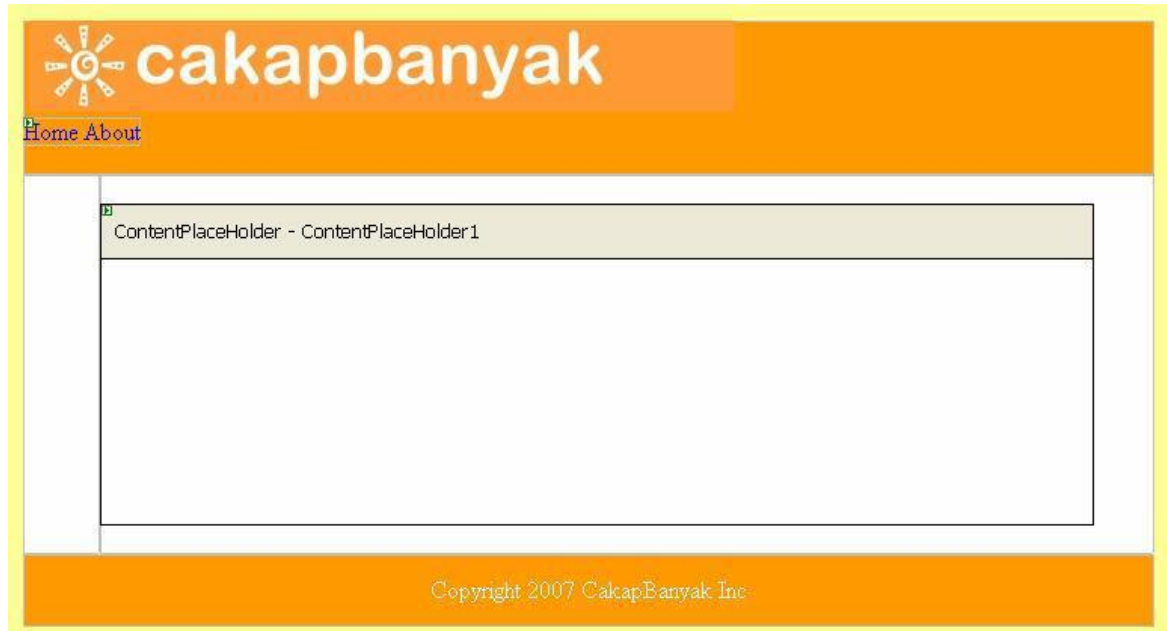 cakapbanyak
Home About
ContentPlaceHolder - ContentPlaceHolder1
Copyright 2007 CakapBanyak Inc